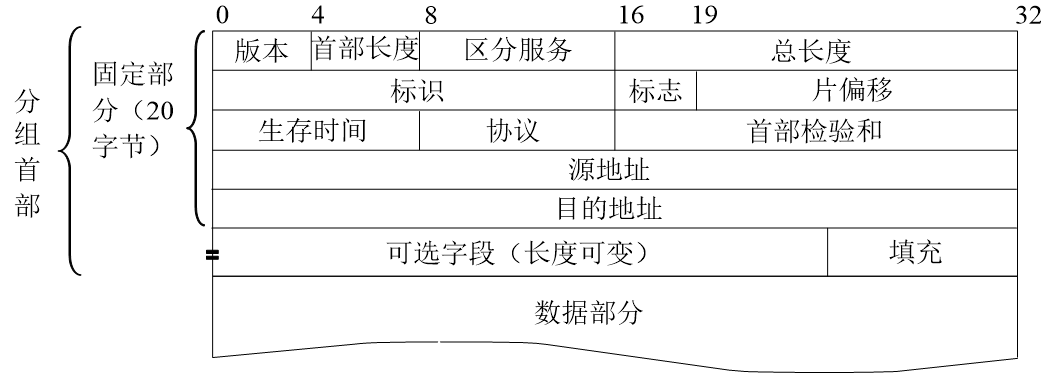 0 4 8 16 19 32
版本 首部长度 区分服务 总长度
标识 标志 片偏移
生存时间 协议 首部检验和
源地址
目的地址
可选字段（长度可变） 填充
数据部分
固定部
分（20
字节）
分
组
首
部